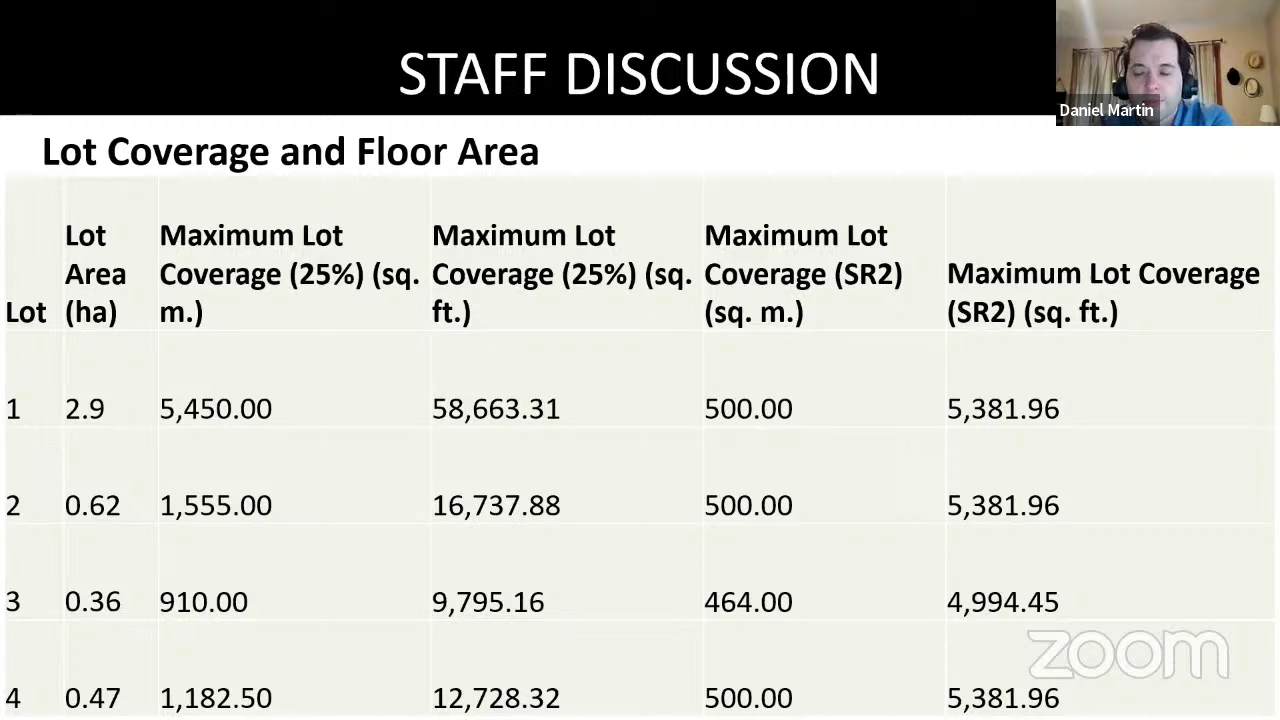 STAFF DISCUSSION
Daniel Martin
Lot Coverage and Floor Area
Lot
Lot
Area
(ha)
Maximum Lot
Coverage (25%) (sq.
m.)
Maximum Lot
Coverage (25%) (sq.
ft.)
Maximum Lot
Coverage (SR2)
(sq. m.)
Maximum Lot Coverage
(SR2) (sq. ft.)
1 2.9 5,450.00 58,663.31 500.00 5,381.96
2 0.62 1,555.00 16,737.88 500.00 5,381.96
3 0.36 910.00 9,795.16 464.00 4,994.45
4 0.47 1,182.50 12,728.32 500.00 5,381.96
zoom